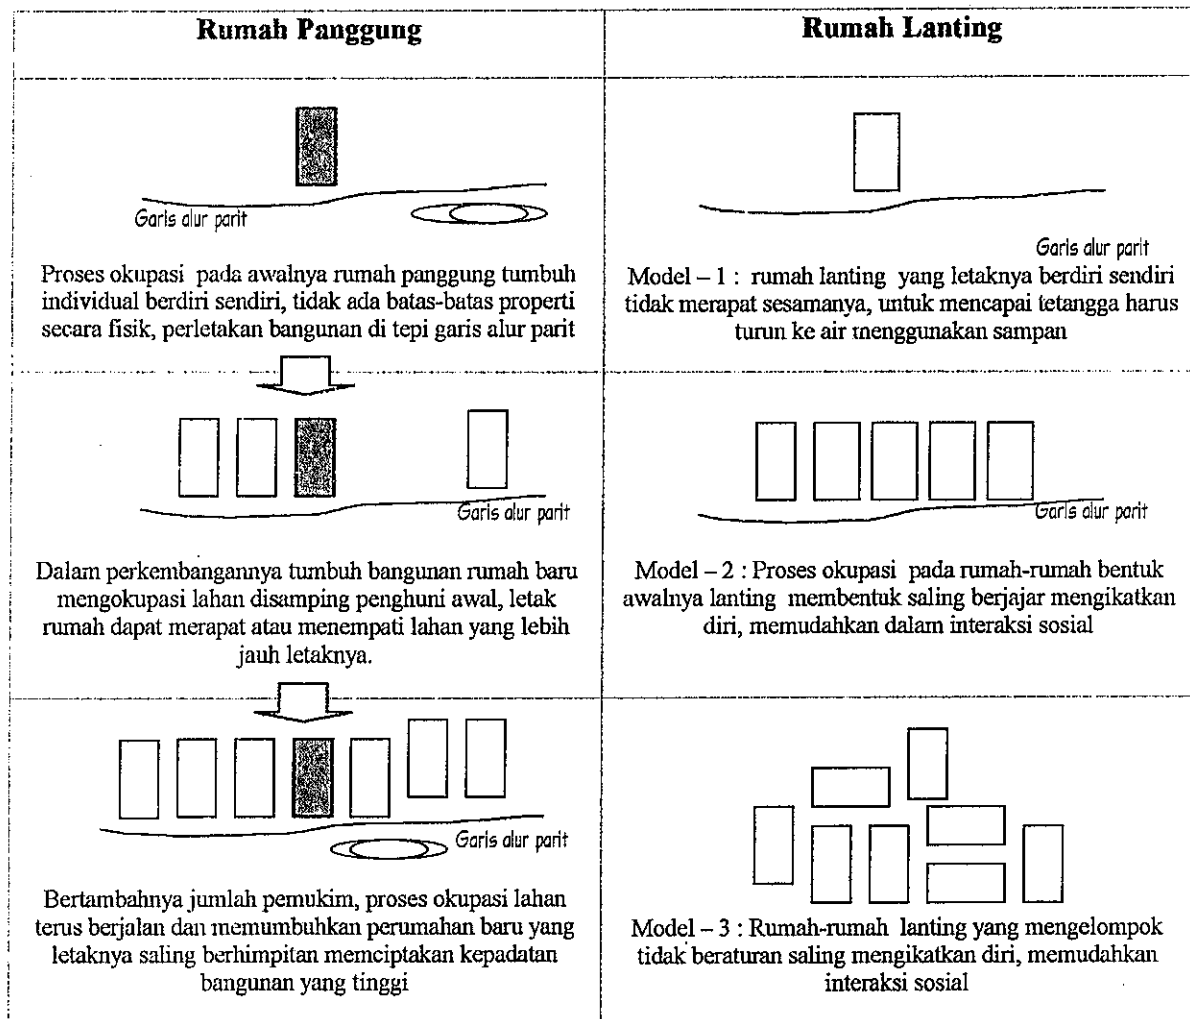 Rumah Panggung
Rumah Lanting
Garis alur parit
Proses okupasi pada awalnya rumah panggung tumbuh
individual berdiri sendiri, tidak ada batas-batas properti
secara fisik, perletakan bangunan di tepi garis alur parit
Garis alur parit
Model – 1 : rumah lanting yang letaknya berdiri sendiri
tidak merapat sesamanya, untuk mencapai tetangga harus
turun ke air menggunakan sampan
Garis alur parit
Dalam perkembangannya tumbuh bangunan rumah baru
mengokupasi lahan disamping penghuni awal, letak
rumah dapat merapat atau menempati lahan yang lebih
jauh letaknya.
Garis alur parit
Model – 2 : Proses okupasi pada rumah-rumah bentuk
awalnya lanting membentuk saling berjajar mengikatkan
diri, memudahkan dalam interaksi sosial
Garis alur parit
Bertambahnya jumlah pemukim, proses okupasi lahan
terus berjalan dan memumbuhkan perumahan baru yang
letaknya saling berhimpitan memciptakan kepadatan
bangunan yang tinggi
Model – 3 : Rumah-rumah lanting yang mengelompok
tidak beraturan saling mengikatkan diri, memudahkan
interaksi sosial